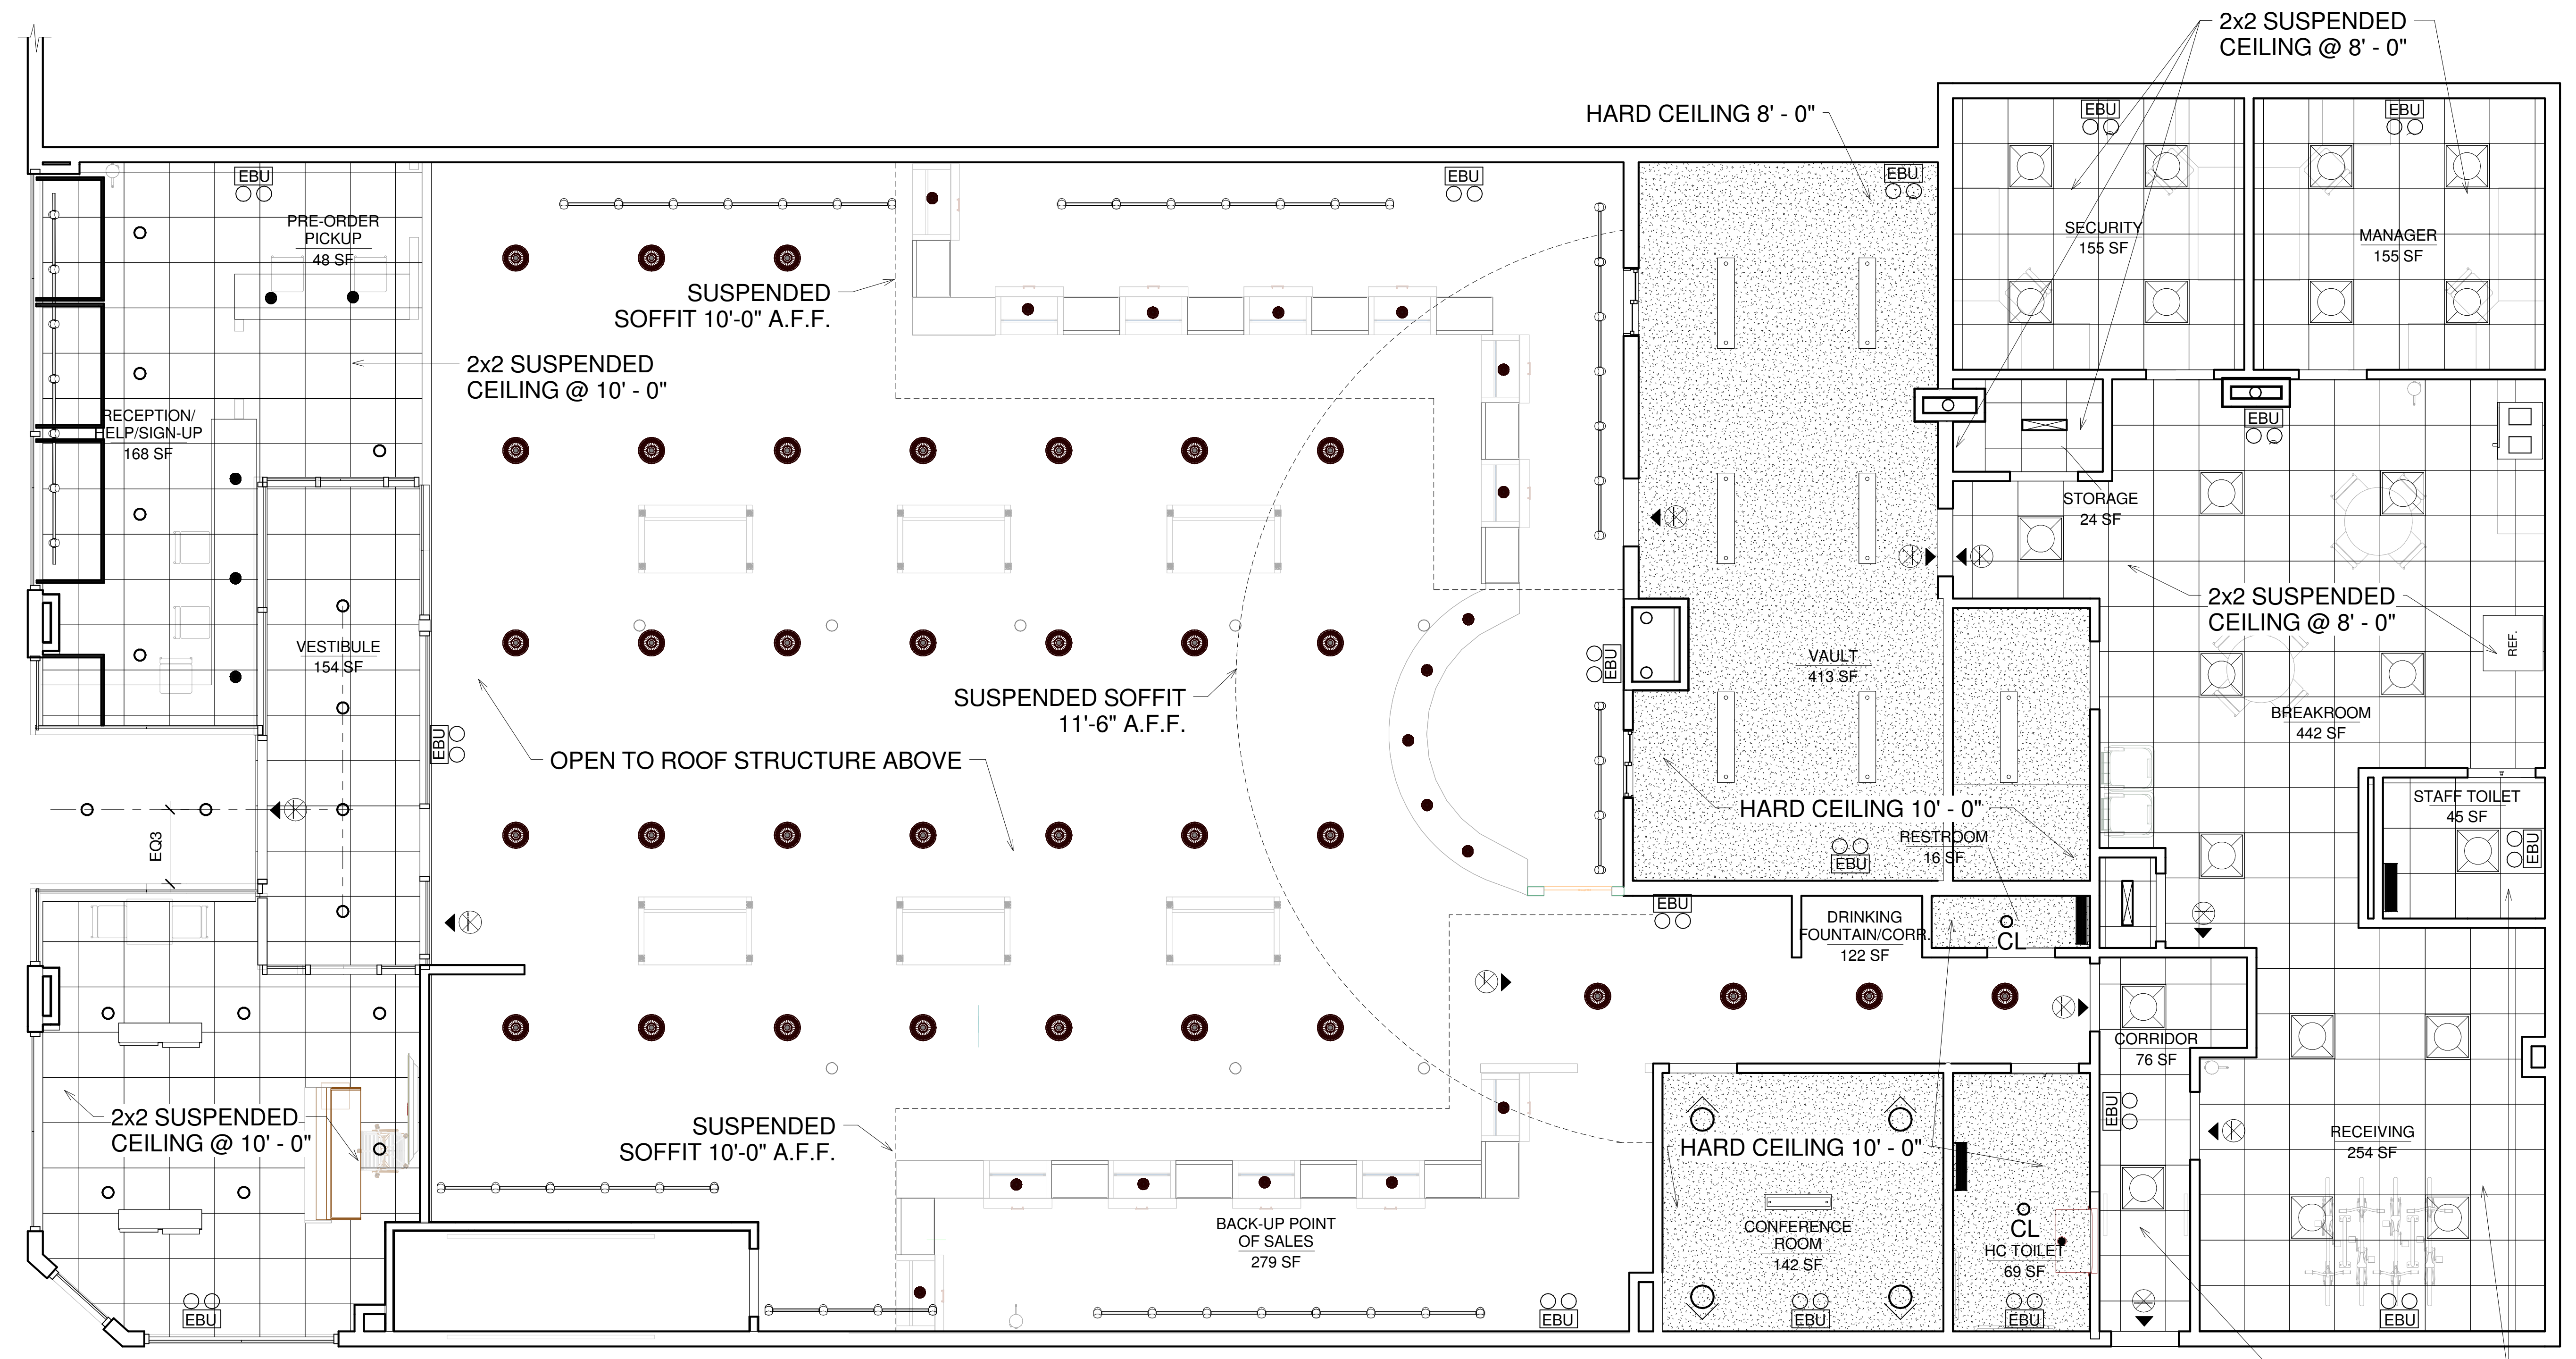 2x2 SUSPENDED
CEILING @ 8' - 0"
HARD CEILING 8' - 0"
EBU
EBU
EBU
EBU
EBU
PRE-ORDER
PICKUP
48 SF
SECURITY
155 SF
MANAGER
155 SF
SUSPENDED
SOFFIT 10'-0" A.F.F.
2x2 SUSPENDED
CEILING @ 10' - 0"
RECEPTION/
HELP/SIGN-UP
168 SF
EBU
STORAGE
24 SF
2x2 SUSPENDED
CEILING @ 8' - 0"
REF.
VESTIBULE
154 SF
EBU
VAULT
413 SF
SUSPENDED SOFFIT
11'-6" A.F.F.
BREAKROOM
442 SF
EBU
OPEN TO ROOF STRUCTURE ABOVE
HARD CEILING 10' - 0"
STAFF TOILET
45 SF
EBU
EQ3
RESTROOM
16 SF
EBU
EBU
DRINKING
FOUNTAIN/CORR.
122 SF
CL
CORRIDOR
76 SF
EBU
2x2 SUSPENDED
CEILING @ 10' - 0"
SUSPENDED
SOFFIT 10'-0" A.F.F.
HARD CEILING 10' - 0"
RECEIVING
254 SF
BACK-UP POINT
OF SALES
279 SF
CONFERENCE
ROOM
142 SF
CL
HC TOILET
69 SF
EBU
EBU
EBU
EBU
EBU